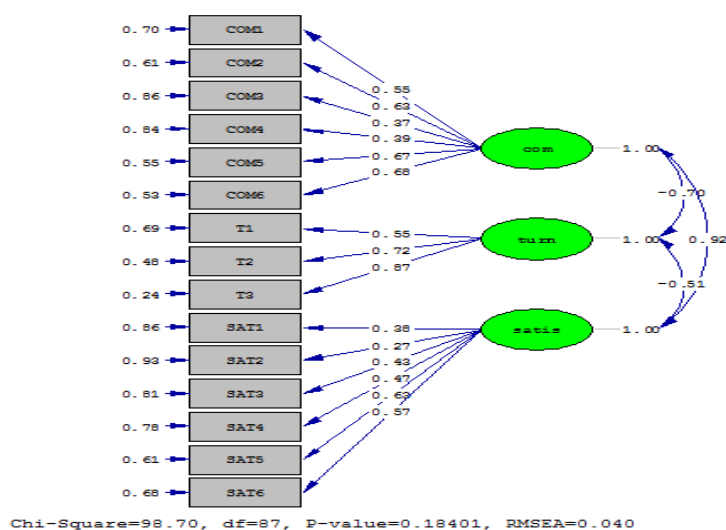 0.70 COM1
0.61 COM2
0.86 COM3
0.84 COM4
0.55 COM5
0.53 COM6
0.69 T1
0.48 T2
0.24 T3
0.86 SAT1
0.93 SAT2
0.81 SAT3
0.78 SAT4
0.61 SAT5
0.68 SAT6
0.55
0.63
0.37
0.39
0.67
0.68
0.55
0.72
0.87
0.38
0.27
0.43
0.47
0.63
0.57
com 1.00
turn 1.00
satis 1.00
-0.70
0.92
-0.51
Chi-Square=98.70, df=87, P-value=0.18401, RMSEA=0.040